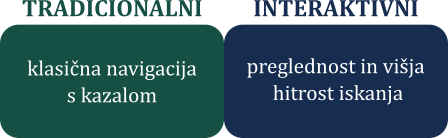 TRADICIONALNI
klasična navigacija
s kazalom
INTERAKTIVNI
preglednost in višja
hitrost iskanja